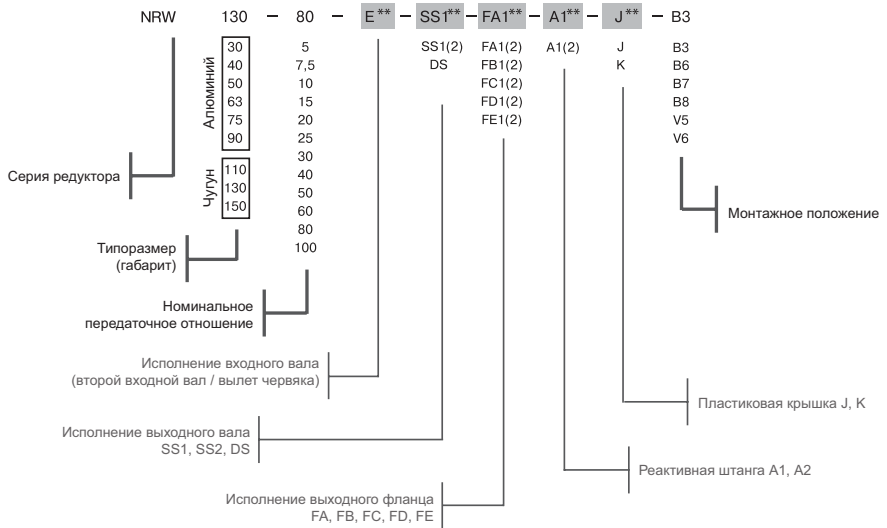 NRW 130 – 80 – E** – SS1** – FA1** – A1** – J** – B3
Алюминий
30
40
50
63
75
90
Чугун
110
130
150
5
7,5
10
15
20
25
30
40
50
60
80
100
SS1(2)
DS
FA1(2)
FB1(2)
FC1(2)
FD1(2)
FE1(2)
A1(2)
J
K
B3
B6
B7
B8
V5
V6
Серия редуктора
Типоразмер
(габарит)
Номинальное
передаточное отношение
Исполнение входного вала
(второй входной вал / вылет червяка)
Исполнение выходного вала
SS1, SS2, DS
Исполнение выходного фланца
FA, FB, FC, FD, FE
Монтажное положение
Пластиковая крышка J, K
Реактивная штанга A1, A2